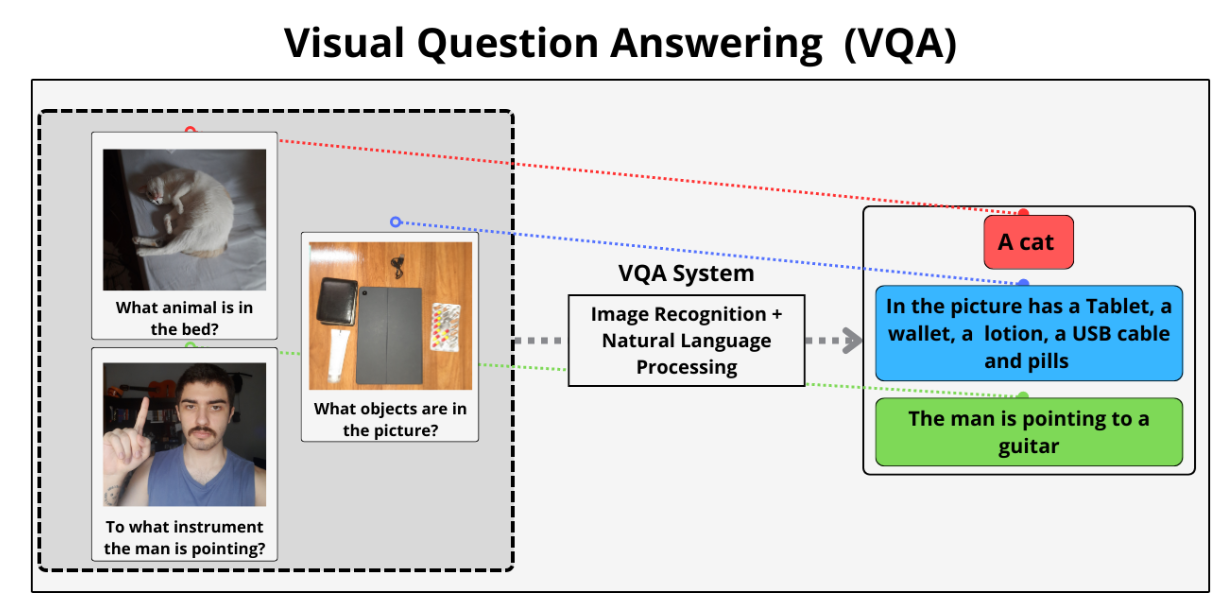 Visual Question Answering (VQA)
What animal is in
the bed?
What objects are in
the picture?
To what instrument
the man is pointing?
VQA System
Image Recognition +
Natural Language
Processing
A cat
In the picture has a Tablet, a
wallet, a lotion, a USB cable
and pills
The man is pointing to a
guitar